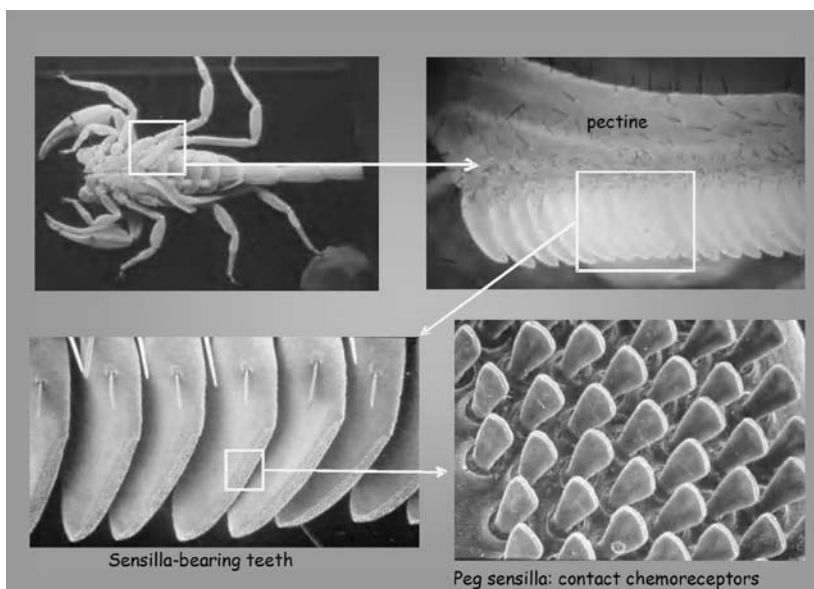 pectine
Sensilla-bearing teeth
Peg sensilla: contact chemoreceptors